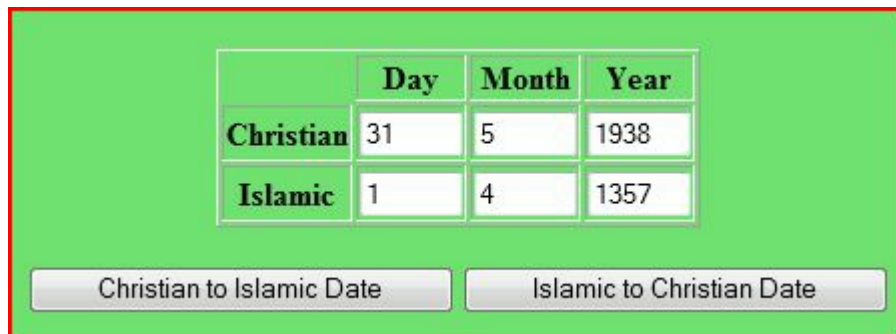 Day Month Year
Christian 31 5 1938
Islamic 1 4 1357
Christian to Islamic Date Islamic to Christian Date